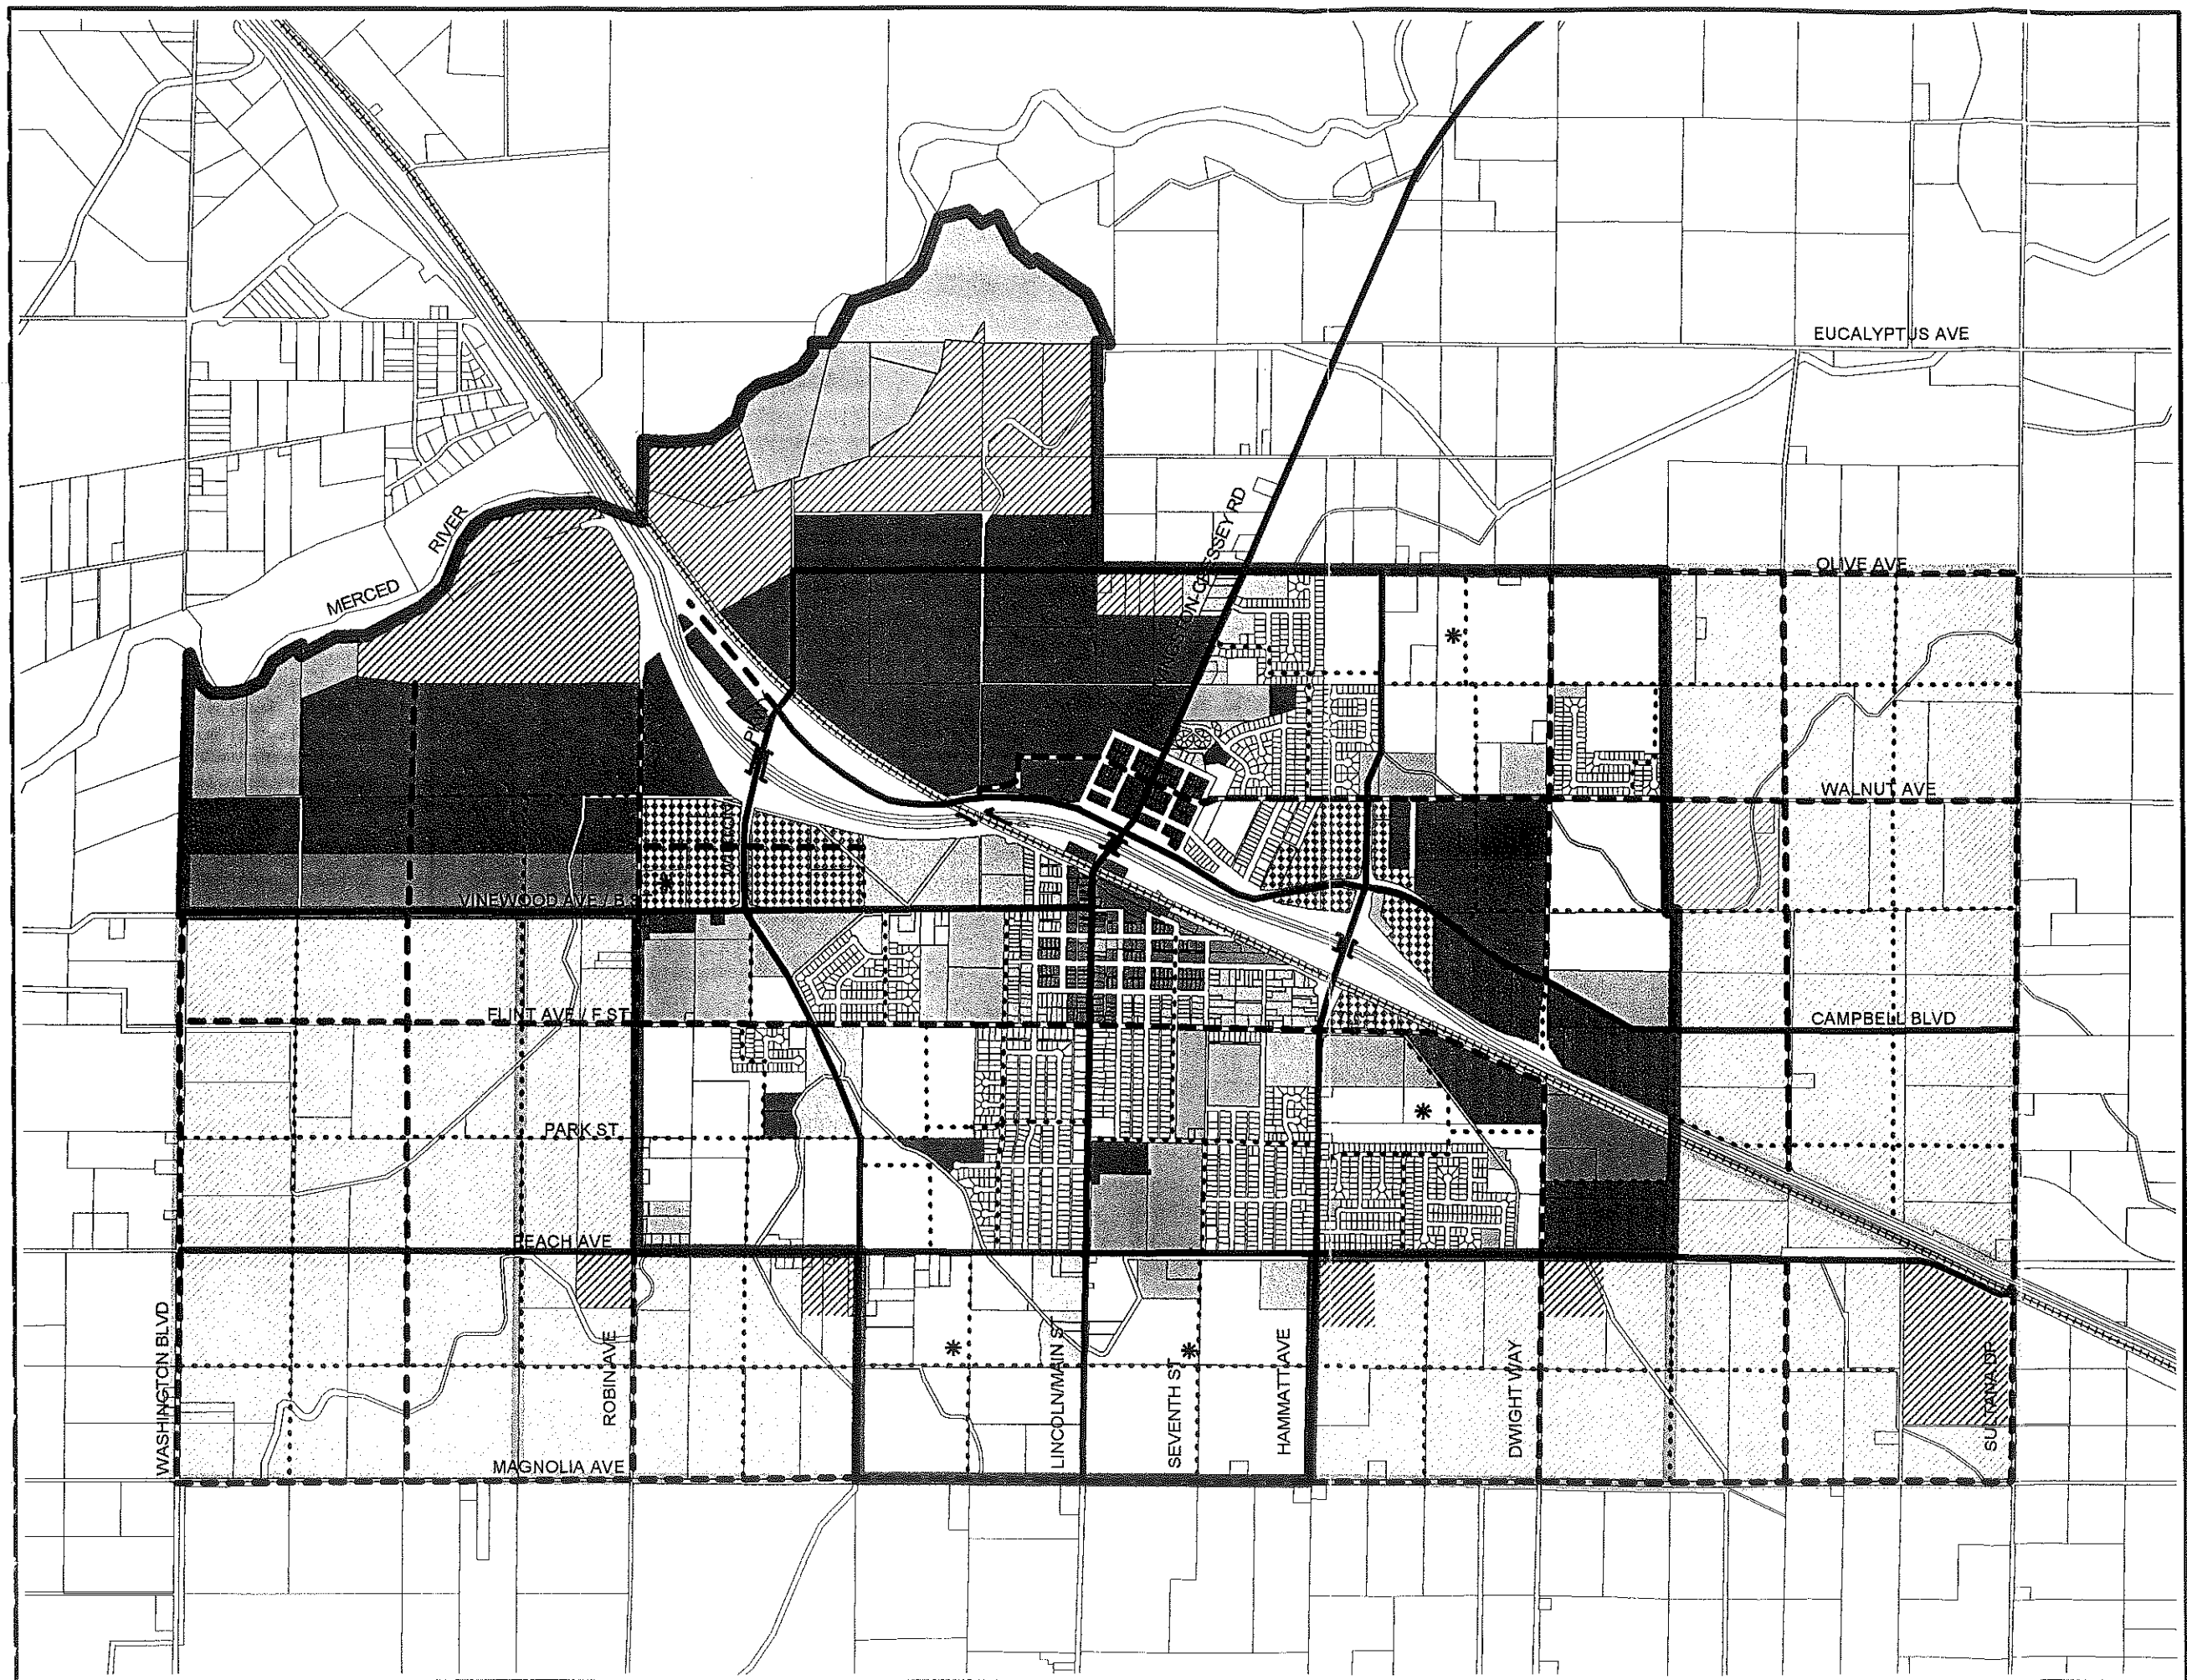 EUCALYPTUS AVE
RIVER
MERCED
OLIVE AVE
WALNUT AVE
VINEWOOD AVE / B
FLINT AVE / F ST
CAMPBELL BLVD
PARK ST
PEACH AVE
WASHINGTON BLVD
ROBIN AVE
LINCOLN/MAIN ST
SEVENTH ST
HAMMATT AVE
DWIGHT WAY
SULTANA DR
MAGNOLIA AVE